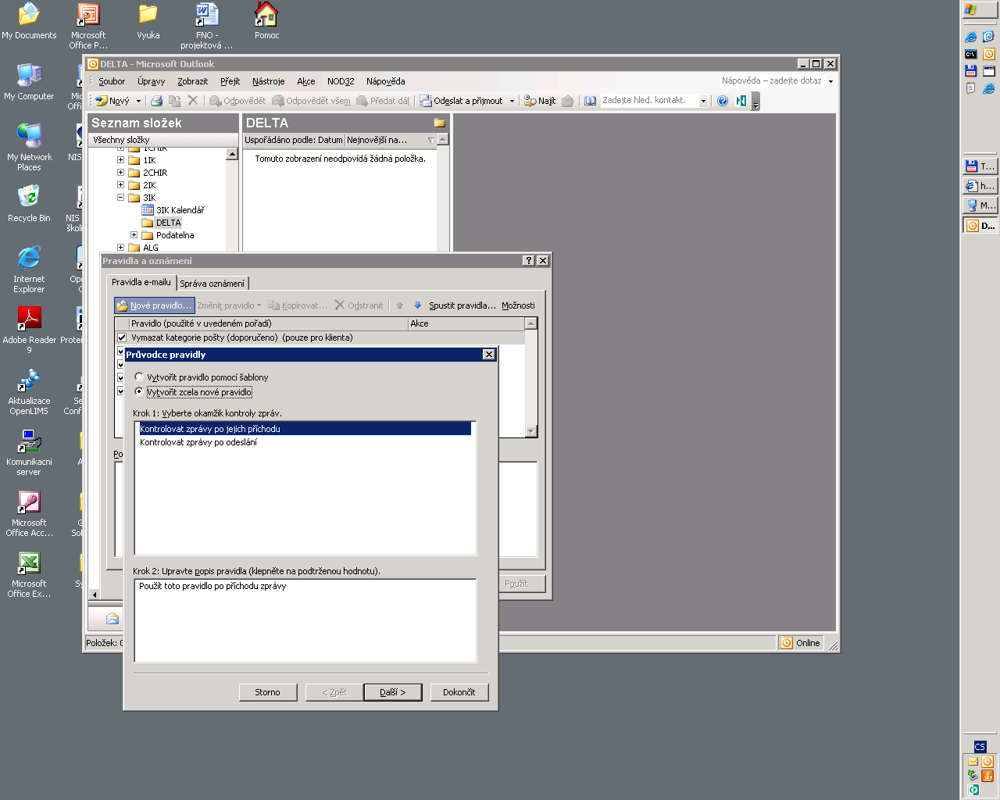 My Documents
Microsoft
Office P...
Vyuka
FNO -
projektová ...
Pomoc
My Computer
My Network
Places
Recycle Bin
Internet
Explorer
Adobe Reader
9
Aktualizace
OpenLIMS
Komunikacni
server
Microsoft
Office Acc...
Microsoft
Office Ex...
DELTA - Microsoft Outlook
Soubor Úpravy Zobrazit Přejít Nástroje Akce NOD32 Nápověda
Nápověda – zadejte dotaz
Nový Odpovědět Odpovědět všem Předat dál Odeslat a přijmout Najít Zadejte hled. kontakt.
Seznam složek
Všechny složky
1CHIR
1IK
2CHIR
2IK
3IK
3IK Kalendář
DELTA
Podatelna
ALG
DELTA
Uspořádáno podle: Datum Nejnovější na...
Tomuto zobrazení neodpovídá žádná položka.
Pravidla a oznámení
Pravidla e-mailu Správa oznámení
Nové pravidlo... Změnit pravidlo Kopírovat... Odstranit Spustit pravidla... Možnosti
Pravidlo (použité v uvedeném pořadí) Akce
Vymazat kategorie pošty (doporučeno) (pouze pro klienta)
Po
Použít
Průvodce pravidly
Vytvořit pravidlo pomocí šablony
Vytvořit zcela nové pravidlo
Krok 1: Vyberte okamžik kontroly zpráv.
Kontrolovat zprávy po jejich příchodu
Kontrolovat zprávy po odeslání
Krok 2: Upravte popis pravidla (klepněte na podtrženou hodnotu).
Použít toto pravidlo po příchodu zprávy
Storno < Zpět Další > Dokončit
Položek: 0
Online
T...
h...
M...
D...
CS